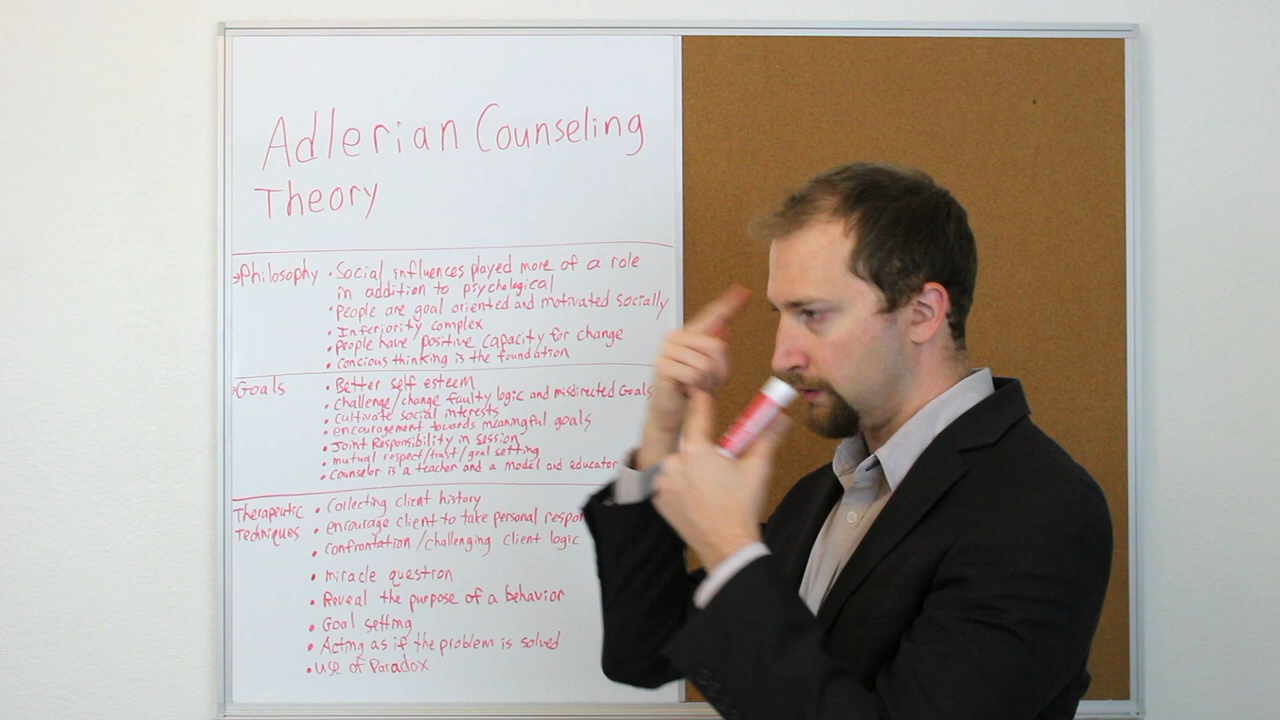 Adlerian Counseling
Theory
Philosophy • Social influences played more of a role
in addition to psychological
• People are goal oriented and motivated socially
• Inferiority complex
• People have positive capacity for change
• concious thinking is the foundation
Goals • Better self esteem
• Challenge/change faulty logic and misdirected Goals
• Cultivate social interests
• encouragement towards meaningful goals
• Joint Responsibility in session
• mutual respect/trust/goal setting
• Counselor is a teacher and a model and educator
Therapeutic • Collecting client history
Techniques • encourage client to take personal respon
• confrontation/challenging client logic
• miracle question
• Reveal the purpose of a behavior
• Goal setting
• Acting as if the problem is solved
• Use of Paradox